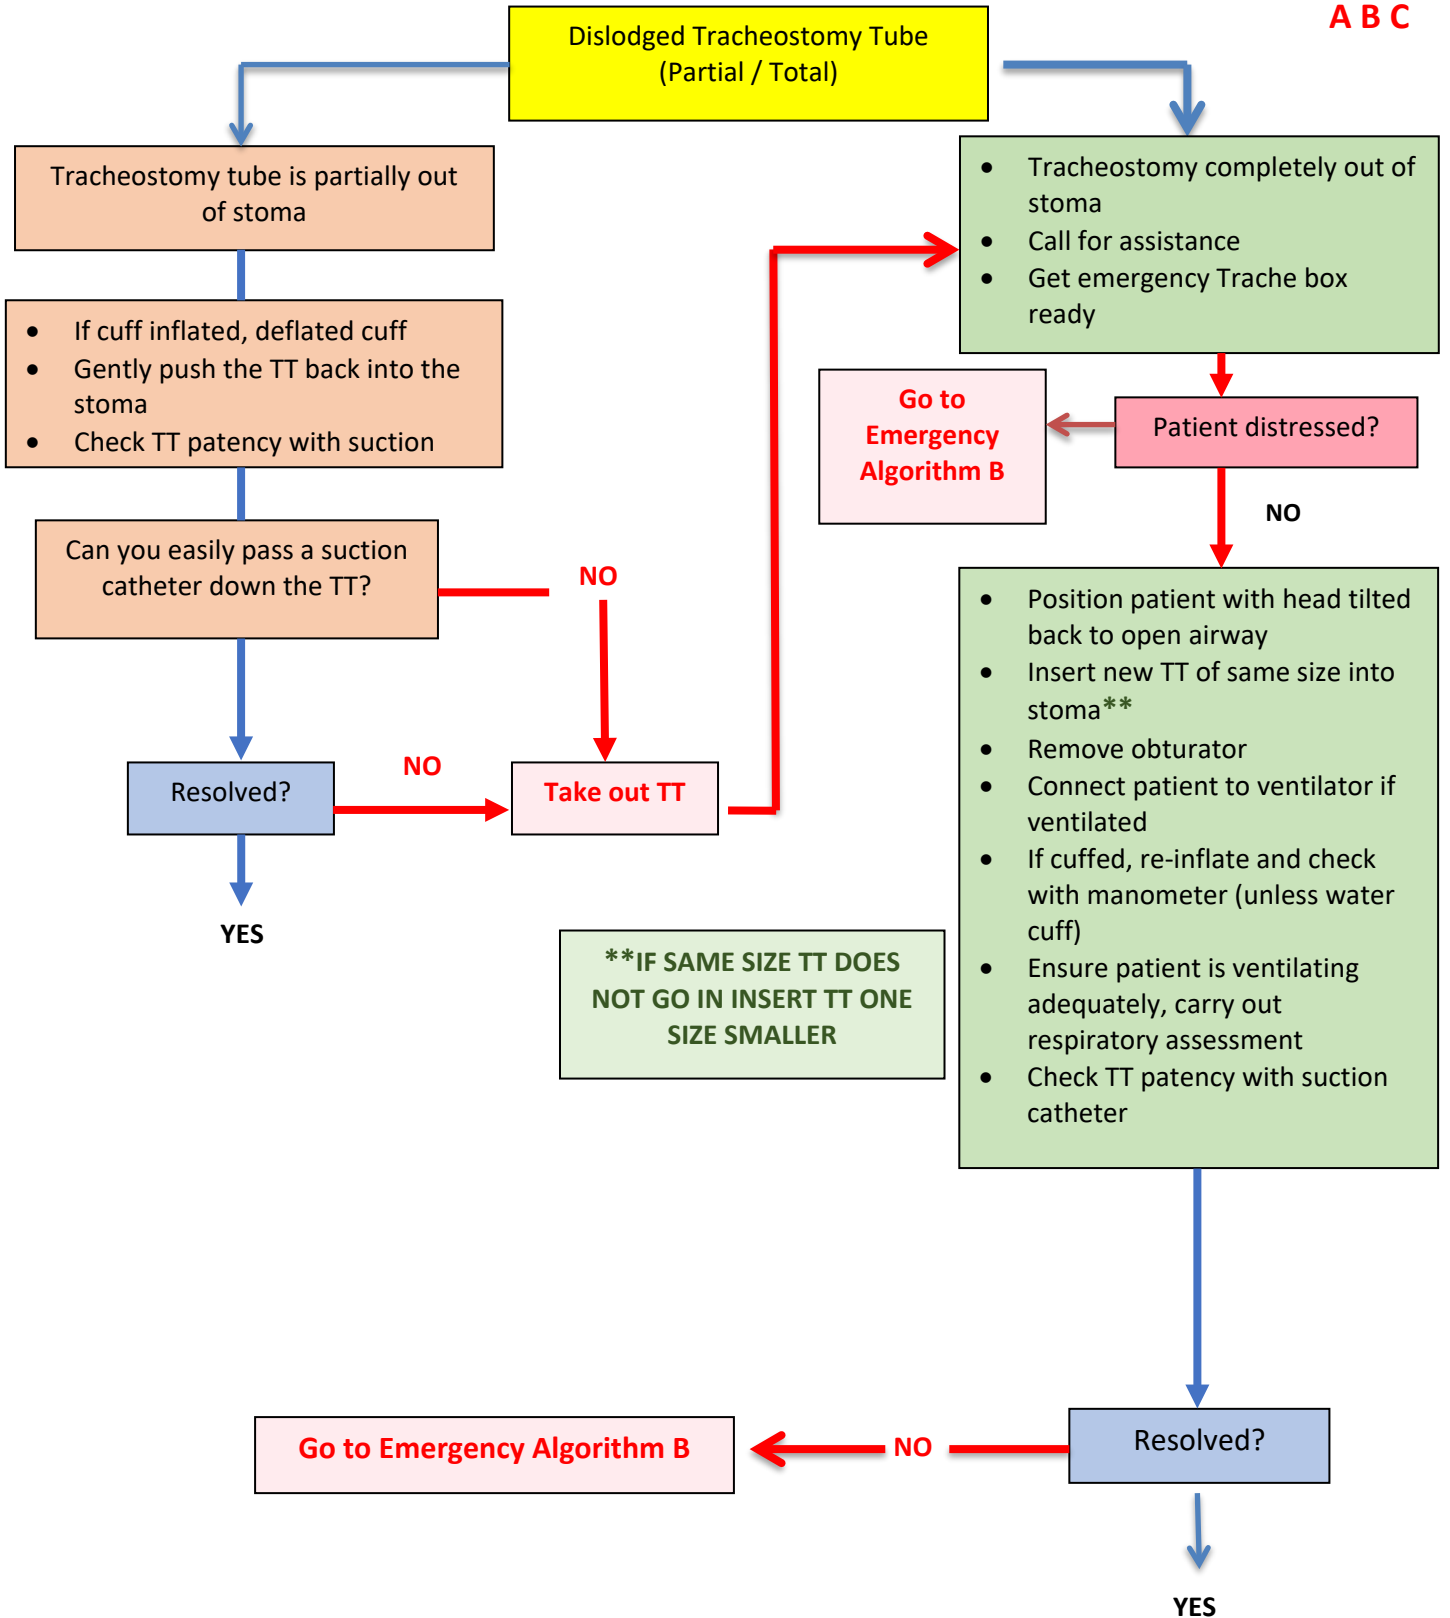 A B C
Dislodged Tracheostomy Tube
(Partial / Total)
Tracheostomy tube is partially out
of stoma
• If cuff inflated, deflated cuff
• Gently push the TT back into the
stoma
• Check TT patency with suction
Can you easily pass a suction
catheter down the TT?
NO
Resolved?
NO
Take out TT
YES
• Tracheostomy completely out of
stoma
• Call for assistance
• Get emergency Trache box
ready
Patient distressed?
Go to
Emergency
Algorithm B
NO
• Position patient with head tilted
back to open airway
• Insert new TT of same size into
stoma**
• Remove obturator
• Connect patient to ventilator if
ventilated
• If cuffed, re-inflate and check
with manometer (unless water
cuff)
• Ensure patient is ventilating
adequately, carry out
respiratory assessment
• Check TT patency with suction
catheter
**IF SAME SIZE TT DOES
NOT GO IN INSERT TT ONE
SIZE SMALLER
Resolved?
NO
Go to Emergency Algorithm B
YES